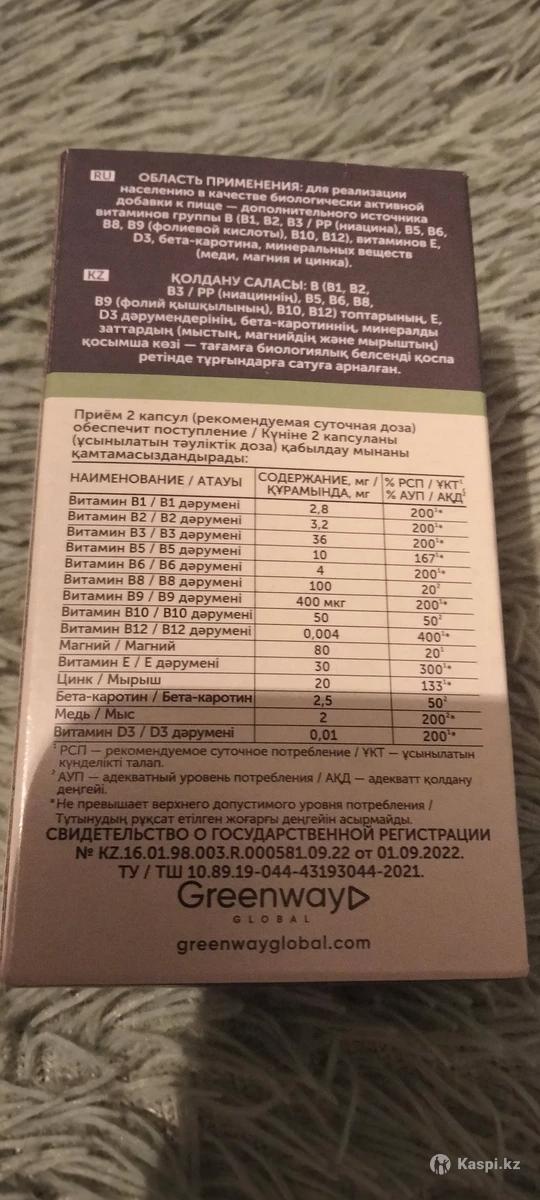 RU
ОБЛАСТЬ ПРИМЕНЕНИЯ: для реализации
населению в качестве биологически активной
добавки к пище — дополнительного источника
витаминов группы В (В1, В2, В3 / РР (ниацина), В5, В6,
В8, В9 (фолиевой кислоты), В10, В12), витаминов Е,
D3, бета-каротина, минеральных веществ
(меди, магния и цинка).
KZ
ҚОЛДАНУ САЛАСЫ: В (В1, В2,
В3 / РР (ниациннің), В5, В6, В8,
В9 (фолий қышқылының), В10, В12) топтарының, Е,
D3 дәрумендерінің, бета-каротиннің, минералды
заттардың (мыстың, магнийдің және мырыштың)
қосымша көзі — тағамға биологиялық белсенді қоспа
ретінде тұрғындарға сатуға арналған.
Приём 2 капсул (рекомендуемая суточная доза)
обеспечит поступление / Күніне 2 капсуланы
(ұсынылатын тәуліктік доза) қабылдау мынаны
қамтамасыздандырады:
НАИМЕНОВАНИЕ / АТАУЫ СОДЕРЖАНИЕ, мг / ҚҰРАМЫНДА, мг % РСП / ҰКТ¹ % АУП / АҚД²
Витамин В1 / В1 дәрумені 2,8 200¹*
Витамин В2 / В2 дәрумені 3,2 200¹*
Витамин В3 / В3 дәрумені 36 200¹*
Витамин В5 / В5 дәрумені 10 167¹*
Витамин В6 / В6 дәрумені 4 200¹*
Витамин В8 / В8 дәрумені 100 20²
Витамин В9 / В9 дәрумені 400 мкг 200¹*
Витамин В10 / В10 дәрумені 50 50²
Витамин В12 / В12 дәрумені 0,004 400¹*
Магний / Магний 80 20¹
Витамин Е / Е дәрумені 30 300¹*
Цинк / Мырыш 20 133¹*
Бета-каротин / Бета-каротин 2,5 50²
Медь / Мыс 2 200²*
Витамин D3 / D3 дәрумені 0,01 200¹*
¹ РСП — рекомендуемое суточное потребление / ҰКТ — ұсынылатын
күнделікті талап.
² АУП — адекватный уровень потребления / АҚД — адекватт қолдану
деңгейі.
*Не превышает верхнего допустимого уровня потребления /
Тұтынудың рұқсат етілген жоғарғы деңгейін асырмайды.
СВИДЕТЕЛЬСТВО О ГОСУДАРСТВЕННОЙ РЕГИСТРАЦИИ
№ KZ.16.01.98.003.R.000581.09.22 от 01.09.2022.
ТУ / ТШ 10.89.19-044-43193044-2021.
Greenway
GLOBAL
greenwayglobal.com
Kaspi.kz